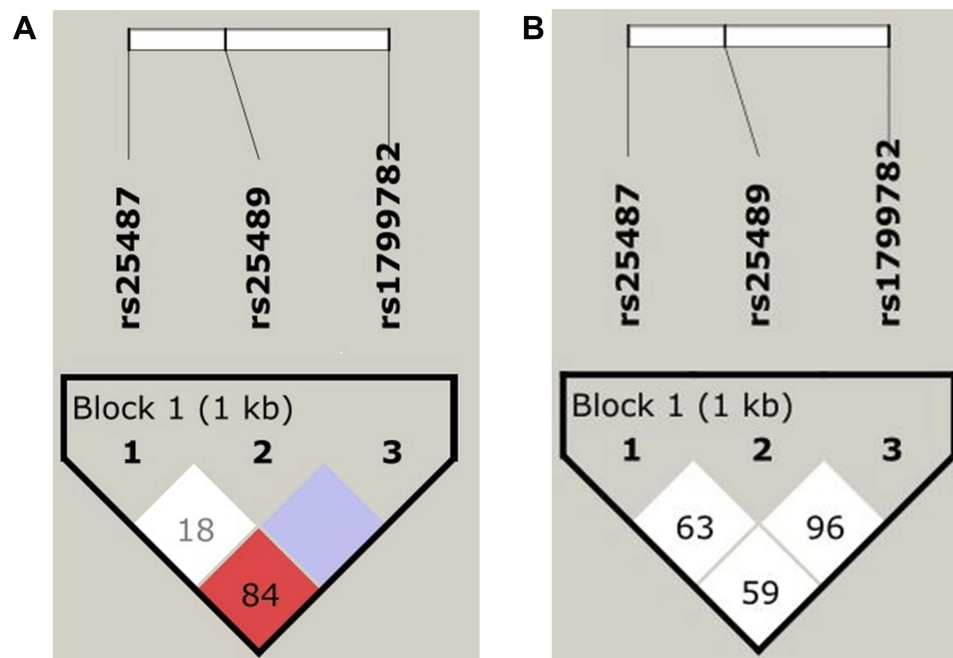 A
rs25487
rs25489
rs1799782
Block 1 (1 kb)
1 2 3
18
84
B
rs25487
rs25489
rs1799782
Block 1 (1 kb)
1 2 3
63 96
59